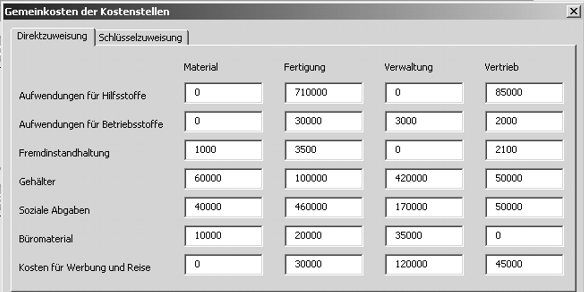 Gemeinkosten der Kostenstellen
Direktzuweisung Schlüsselzuweisung
Material Fertigung Verwaltung Vertrieb
Aufwendungen für Hilfsstoffe 0 710000 0 85000
Aufwendungen für Betriebsstoffe 0 30000 3000 2000
Fremdinstandhaltung 1000 3500 0 2100
Gehälter 60000 100000 420000 50000
Soziale Abgaben 40000 460000 170000 50000
Büromaterial 10000 20000 35000 0
Kosten für Werbung und Reise 0 30000 120000 45000